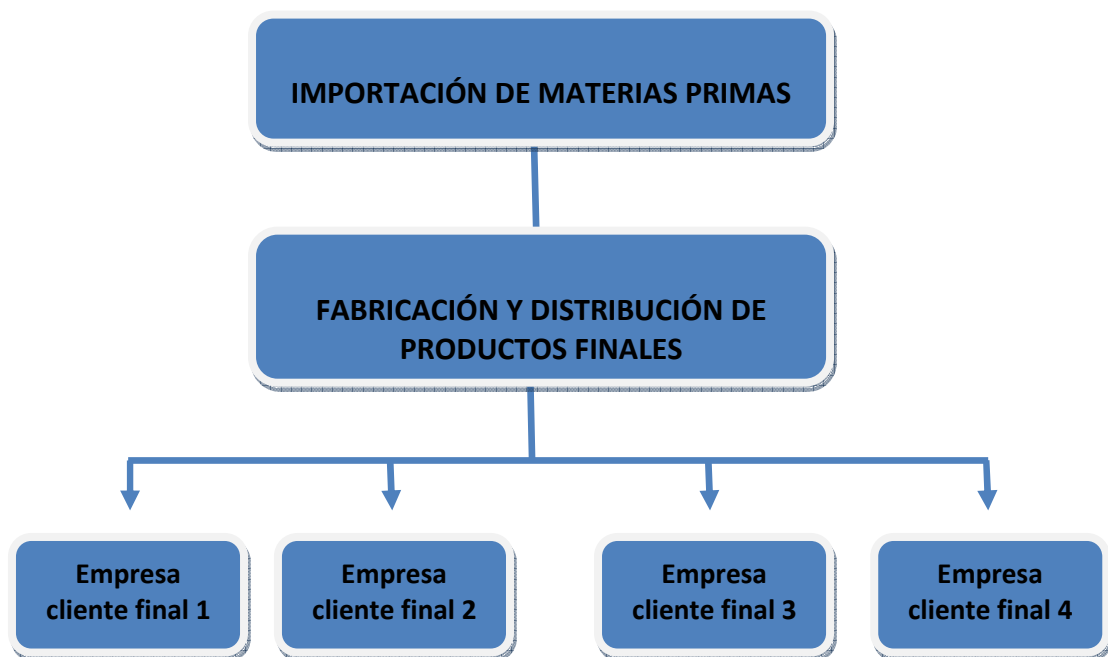 IMPORTACIÓN DE MATERIAS PRIMAS
FABRICACIÓN Y DISTRIBUCIÓN DE
PRODUCTOS FINALES
Empresa
cliente final 1
Empresa
cliente final 2
Empresa
cliente final 3
Empresa
cliente final 4